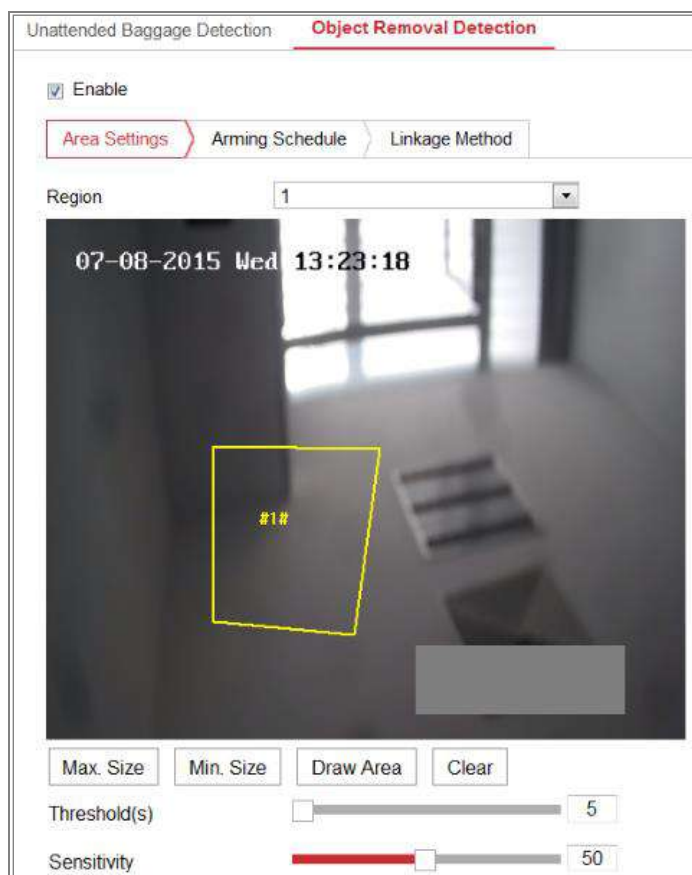 Unattended Baggage Detection Object Removal Detection
Enable
Area Settings Arming Schedule Linkage Method
Region 1
07-08-2015 Wed 13:23:18
#1#
Max. Size Min. Size Draw Area Clear
Threshold(s) 5
Sensitivity 50